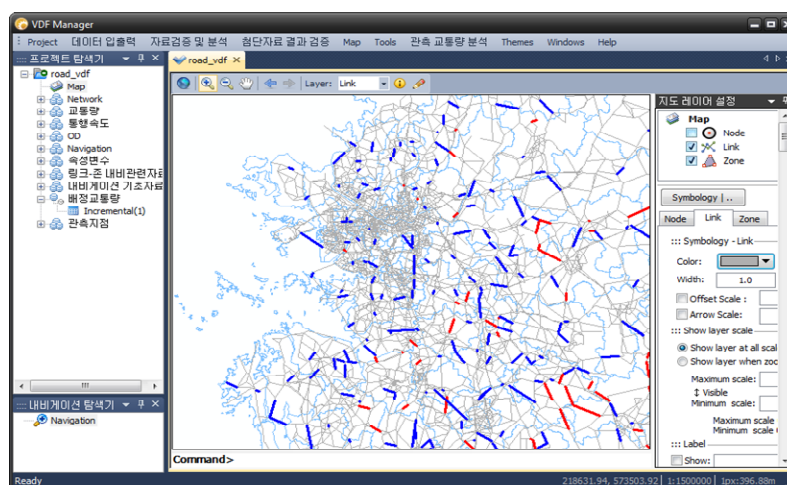 VDF Manager
Project 데이터 입출력 자료검증 및 분석 첨단자료 결과 검증 Map Tools 관측 교통량 분석 Themes Windows Help
프로젝트 탐색기
road_vdf
Map
Network
교통량
통행속도
OD
Navigation
속성변수
링크-존 내비관련자료
내비게이션 기초자료
배정교통량
Incremental(1)
관측지점
내비게이션 탐색기
Navigation
road_vdf
Layer: Link
Command>
지도 레이어 설정
Map
Node
Link
Zone
Symbology | ..
Node Link Zone
::: Symbology - Link
Color:
Width: 1.0
Offset Scale :
Arrow Scale:
::: Show layer scale
Show layer at all scal
Show layer when zoo
Maximum scale:
↕ Visible
Minimum scale:
Maximum scale
Minimum scale
::: Label
Show:
Ready
218631.94, 573503.92 1:1500000 1px:396.88m